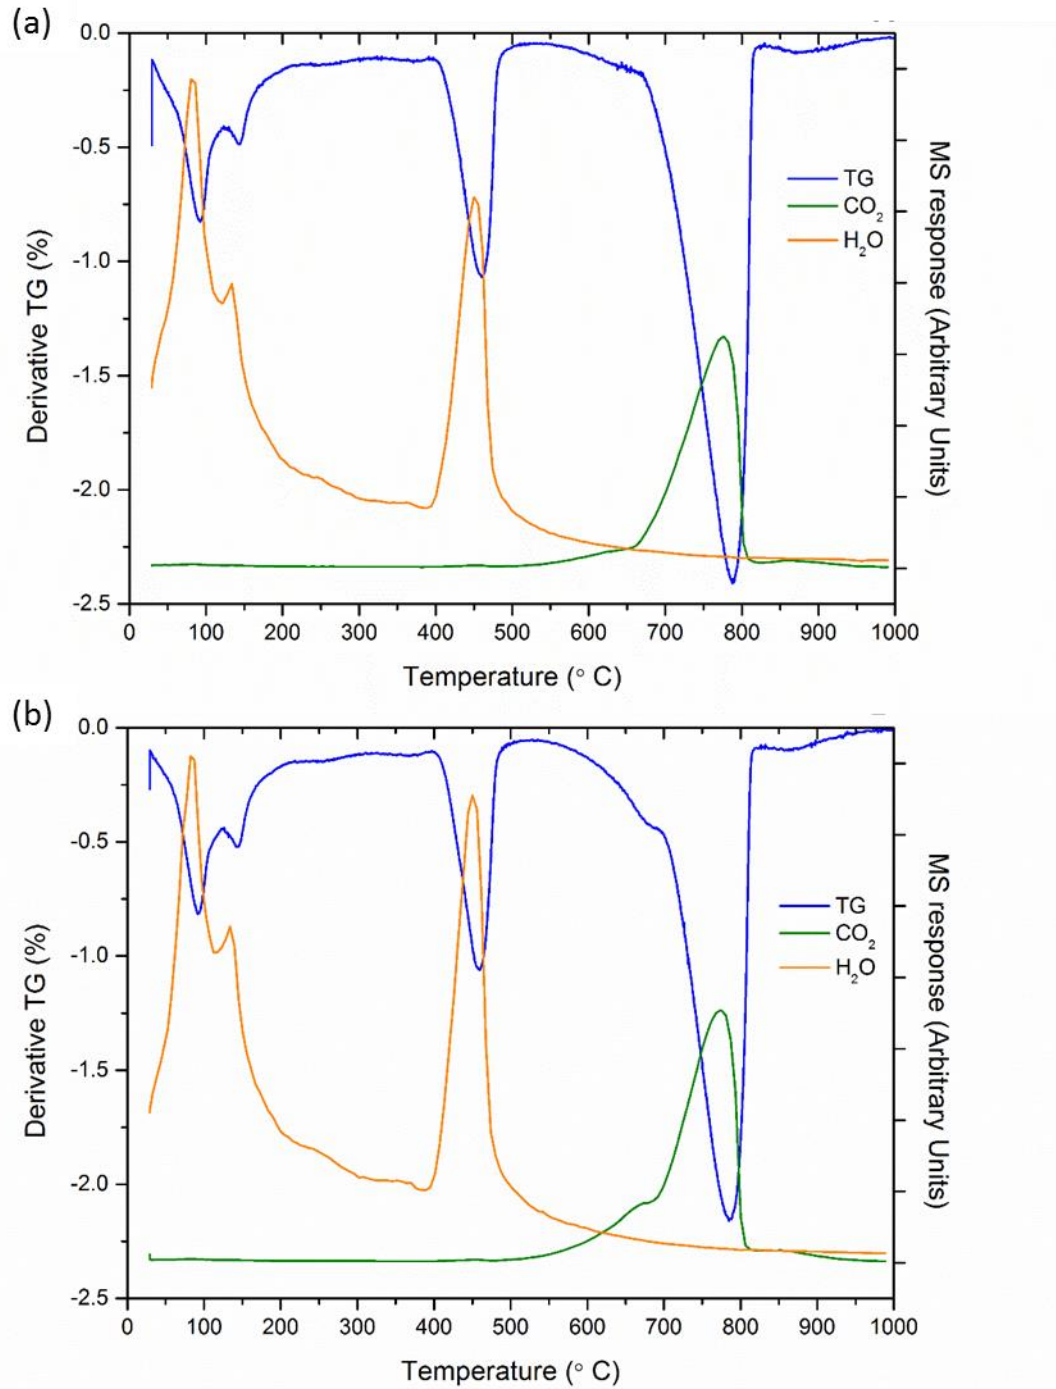 (a)
0.0
-0.5
-1.0
-1.5
-2.0
-2.5
Derivative TG (%)
TG
CO2
H2O
MS response (Arbitrary Units)
0 100 200 300 400 500 600 700 800 900 1000
Temperature (° C)
(b)
0.0
-0.5
-1.0
-1.5
-2.0
-2.5
Derivative TG (%)
TG
CO2
H2O
MS response (Arbitrary Units)
0 100 200 300 400 500 600 700 800 900 1000
Temperature (° C)